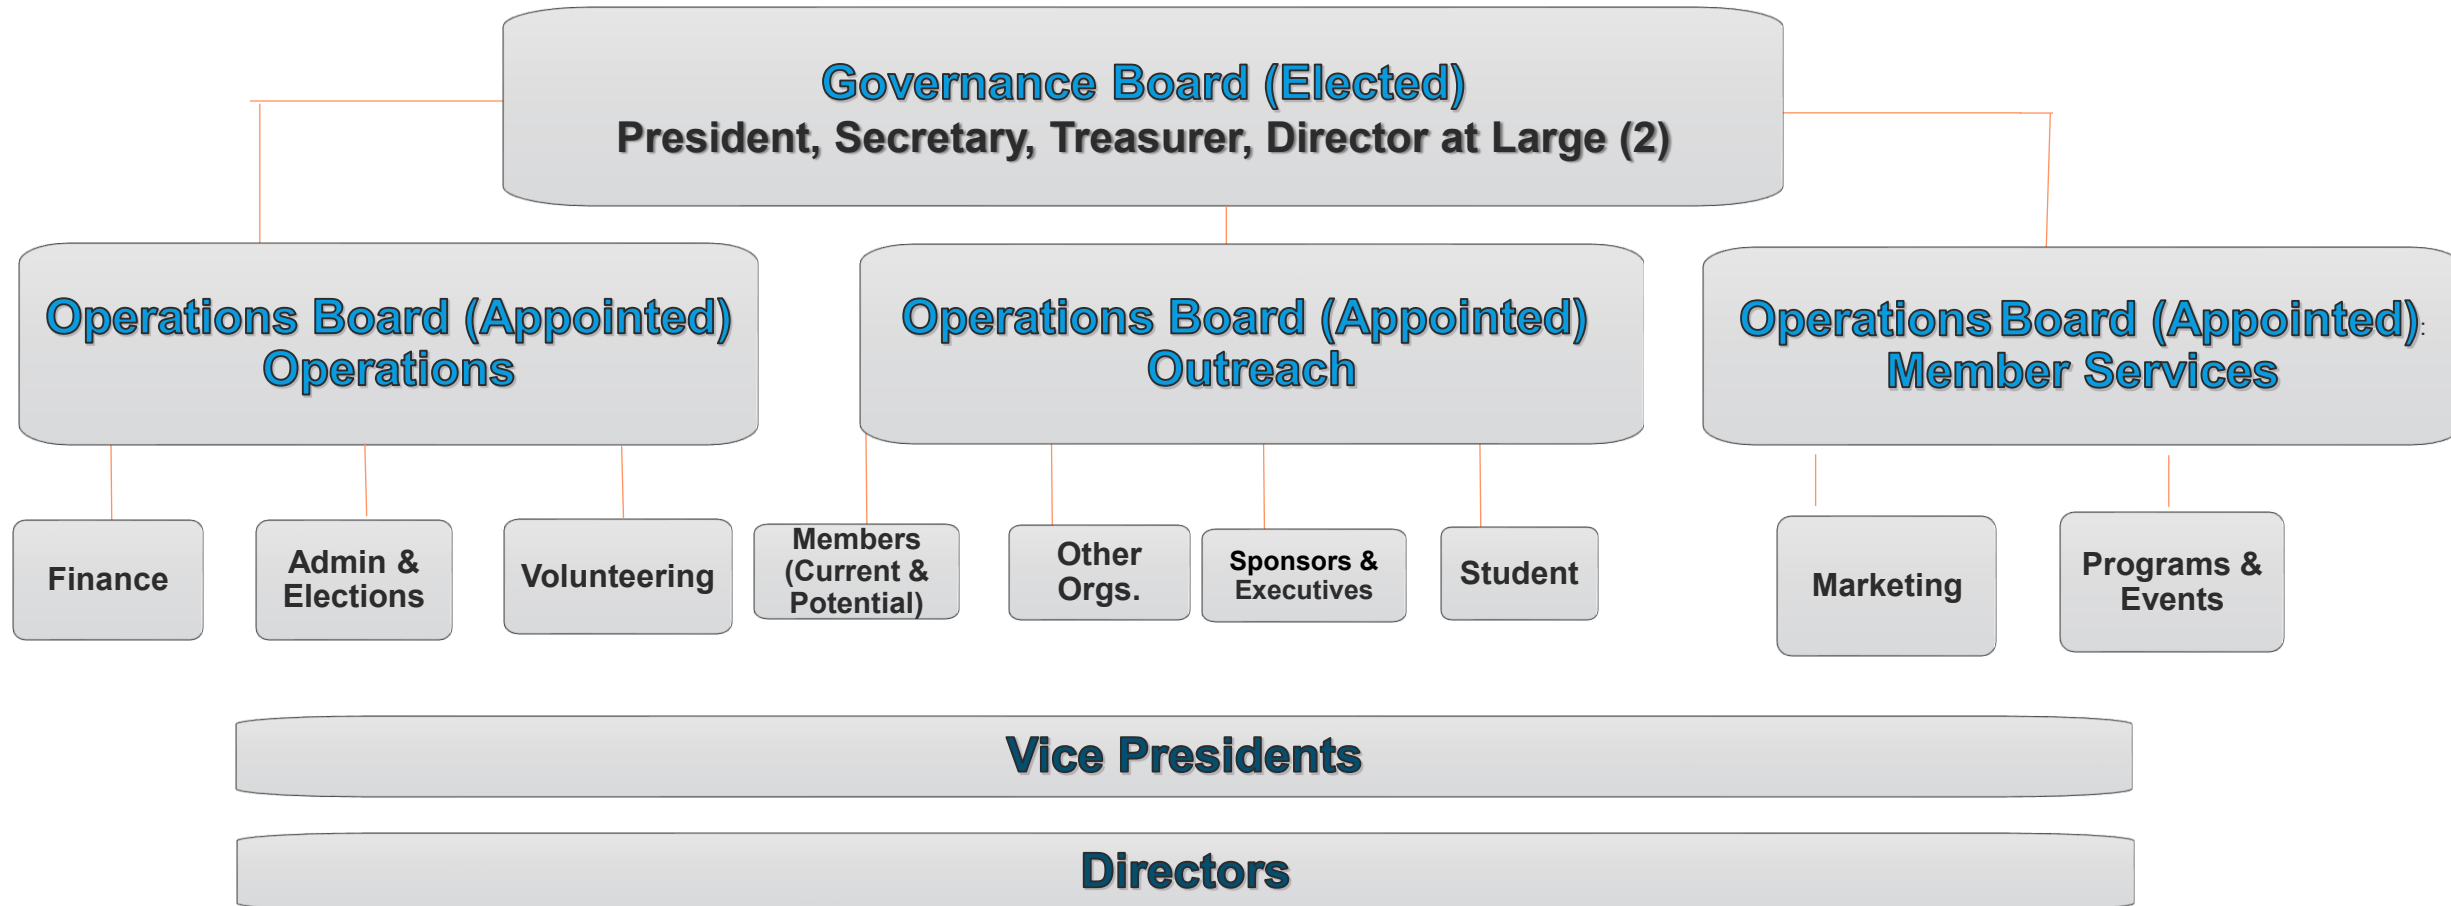 Governance Board (Elected)
President, Secretary, Treasurer, Director at Large (2)
Operations Board (Appointed)
Operations
Operations Board (Appointed)
Outreach
Operations Board (Appointed):
Member Services
Finance
Admin &
Elections
Volunteering
Members
(Current &
Potential)
Other
Orgs.
Sponsors &
Executives
Student
Marketing
Programs &
Events
Vice Presidents
Directors